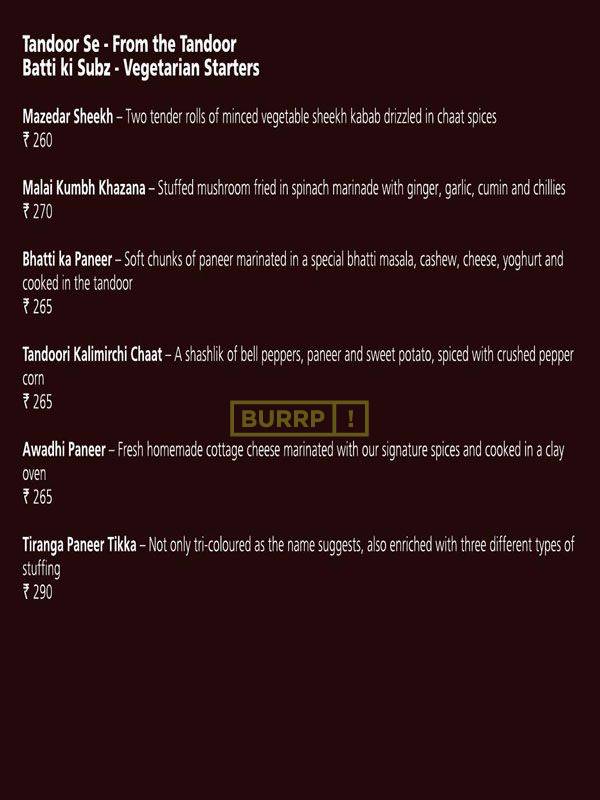 Tandoor Se - From the Tandoor
Batti ki Subz - Vegetarian Starters
Mazedar Sheekh – Two tender rolls of minced vegetable sheekh kabab drizzled in chaat spices
₹ 260
Malai Kumbh Khazana – Stuffed mushroom fried in spinach marinade with ginger, garlic, cumin and chillies
₹ 270
Bhatti ka Paneer – Soft chunks of paneer marinated in a special bhatti masala, cashew, cheese, yoghurt and
cooked in the tandoor
₹ 265
Tandoori Kalimirchi Chaat – A shashlik of bell peppers, paneer and sweet potato, spiced with crushed pepper
corn
₹ 265
BURRP !
Awadhi Paneer – Fresh homemade cottage cheese marinated with our signature spices and cooked in a clay
oven
₹ 265
Tiranga Paneer Tikka – Not only tri-coloured as the name suggests, also enriched with three different types of
stuffing
₹ 290